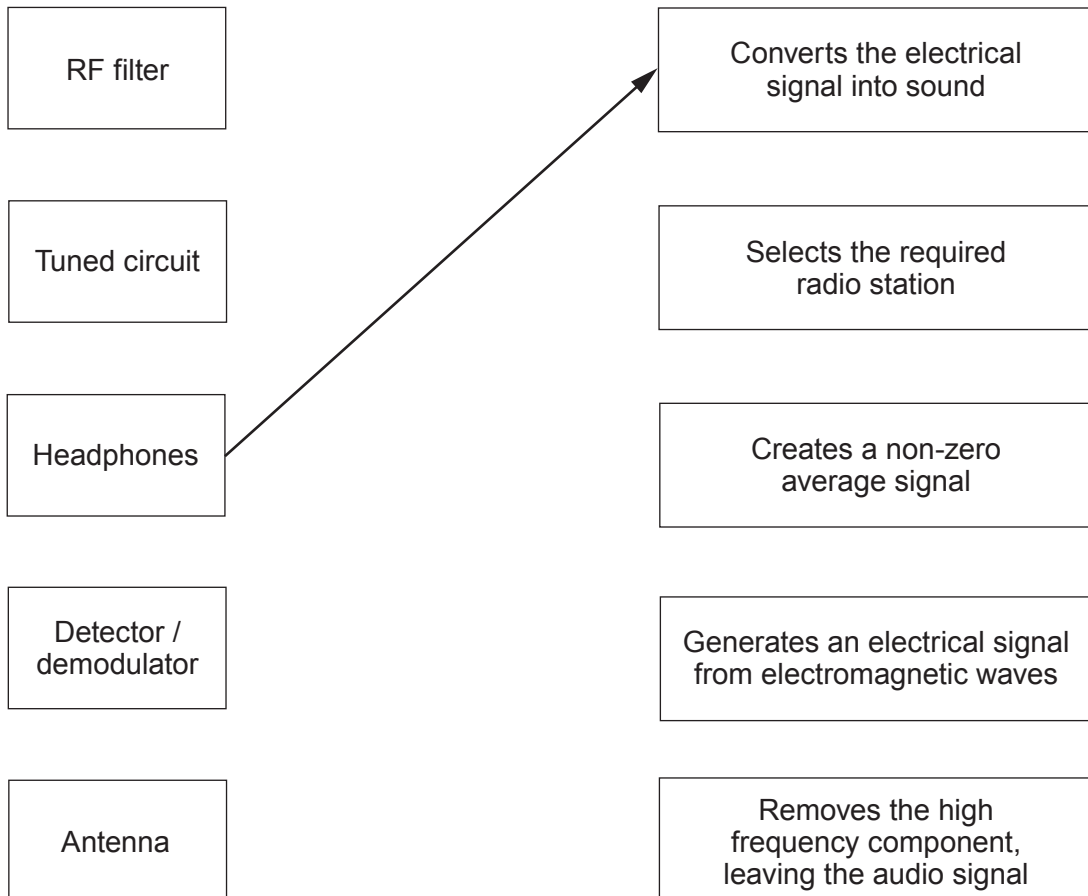 RF filter
Converts the electrical
signal into sound
Tuned circuit
Selects the required
radio station
Headphones
Creates a non-zero
average signal
Detector /
demodulator
Generates an electrical signal
from electromagnetic waves
Antenna
Removes the high
frequency component,
leaving the audio signal